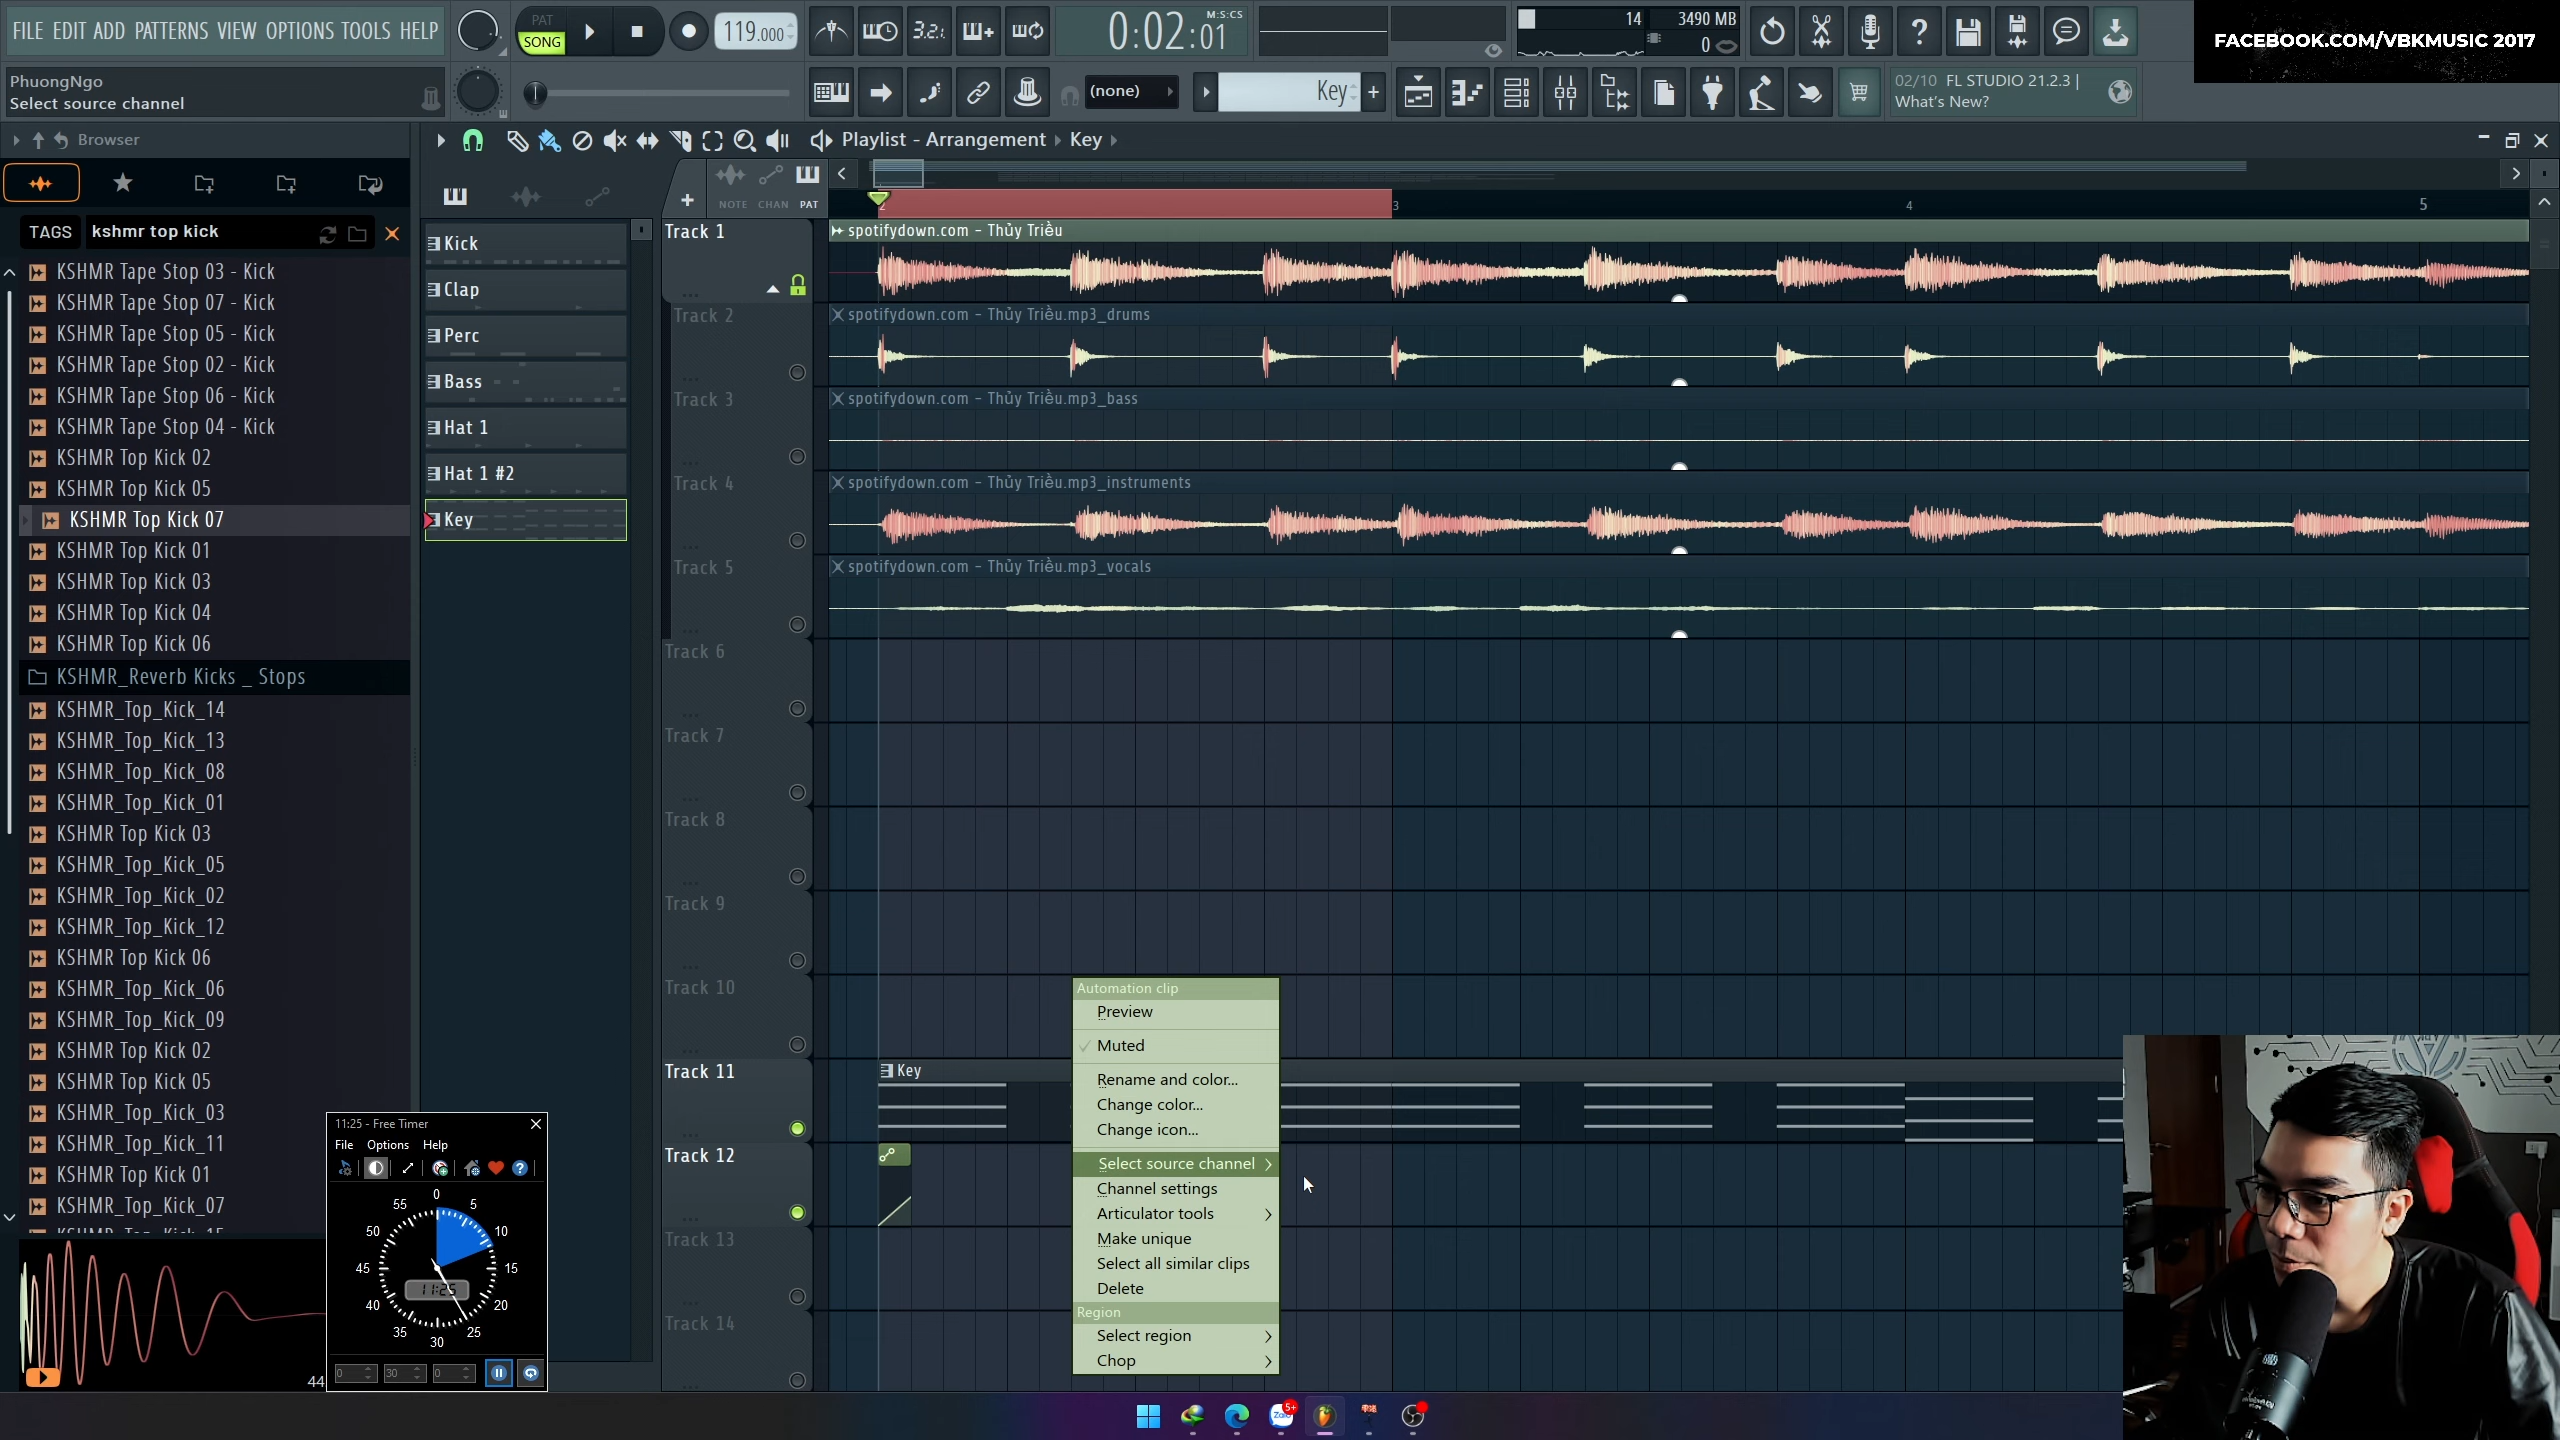 FILE EDIT ADD PATTERNS VIEW OPTIONS TOOLS HELP
PAT
SONG
119.000
3.2.1
0:02:01
M:S:CS
14
3490 MB
0
FACEBOOK.COM/VBKMUSIC 2017
PhuongNgo
Select source channel
(none)
Key
02/10 FL STUDIO 21.2.3 |
What's New?
Browser
Playlist - Arrangement › Key ›
TAGS
kshmr top kick
KSHMR Tape Stop 03 - Kick
KSHMR Tape Stop 07 - Kick
KSHMR Tape Stop 05 - Kick
KSHMR Tape Stop 02 - Kick
KSHMR Tape Stop 06 - Kick
KSHMR Tape Stop 04 - Kick
KSHMR Top Kick 02
KSHMR Top Kick 05
KSHMR Top Kick 07
KSHMR Top Kick 01
KSHMR Top Kick 03
KSHMR Top Kick 04
KSHMR Top Kick 06
KSHMR_Reverb Kicks _ Stops
KSHMR_Top_Kick_14
KSHMR_Top_Kick_13
KSHMR_Top_Kick_08
KSHMR_Top_Kick_01
KSHMR Top Kick 03
KSHMR_Top_Kick_05
KSHMR_Top_Kick_02
KSHMR_Top_Kick_12
KSHMR Top Kick 06
KSHMR_Top_Kick_06
KSHMR_Top_Kick_09
KSHMR Top Kick 02
KSHMR Top Kick 05
KSHMR_Top_Kick_03
KSHMR_Top_Kick_11
KSHMR Top Kick 01
KSHMR_Top_Kick_07
44
Kick
Clap
Perc
Bass
Hat 1
Hat 1 #2
Key
NOTE CHAN PAT
2
3
4
5
Track 1
spotifydown.com - Thủy Triều
Track 2
spotifydown.com - Thủy Triều.mp3_drums
Track 3
spotifydown.com - Thủy Triều.mp3_bass
Track 4
spotifydown.com - Thủy Triều.mp3_instruments
Track 5
spotifydown.com - Thủy Triều.mp3_vocals
Track 6
Track 7
Track 8
Track 9
Track 10
Track 11
Key
Track 12
Track 13
Track 14
Automation clip
Preview
Muted
Rename and color...
Change color...
Change icon...
Select source channel
Channel settings
Articulator tools
Make unique
Select all similar clips
Delete
Region
Select region
Chop
11:25 - Free Timer
File Options Help
0
5
10
15
20
25
30
35
40
45
50
55
11:25
0
30
0
Zalo
5+